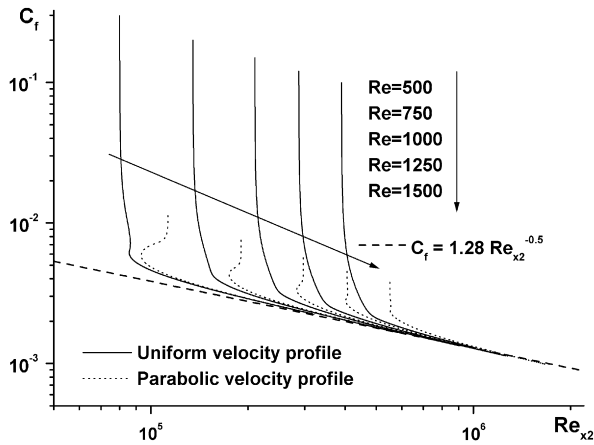 C_f
10^-1
Re=500
Re=750
Re=1000
Re=1250
Re=1500
10^-2
C_f = 1.28 Re_x2^-0.5
10^-3
Uniform velocity profile
Parabolic velocity profile
10^5
10^6
Re_x2